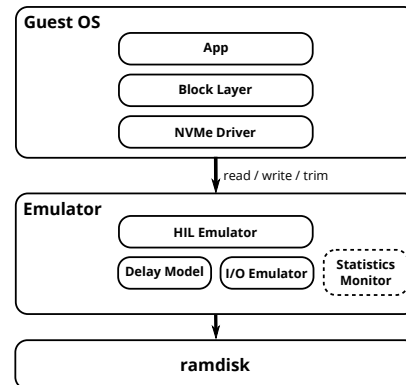 Guest OS
App
Block Layer
NVMe Driver
read / write / trim
Emulator
HIL Emulator
Delay Model
I/O Emulator
Statistics
Monitor
ramdisk